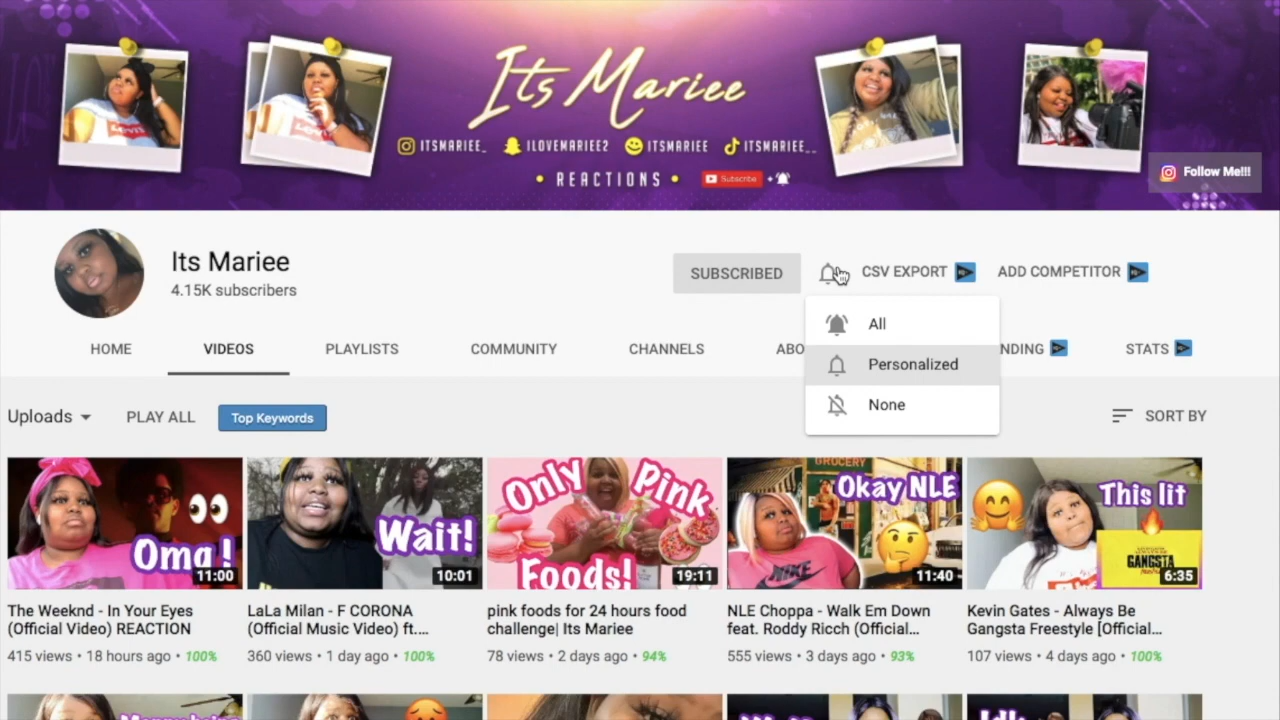 Its Mariee
ITSMARIEE_ ILOVEMARIEE2 ITSMARIEE ITSMARIEE__
• REACTIONS • Subscribe +
Follow Me!!!
Its Mariee
4.15K subscribers
SUBSCRIBED
CSV EXPORT
ADD COMPETITOR
All
Personalized
None
HOME VIDEOS PLAYLISTS COMMUNITY CHANNELS ABO NDING STATS
Uploads PLAY ALL Top Keywords SORT BY
Omg!
11:00
Wait!
10:01
Only Pink
Foods!
19:11
GROCERY
Okay NLE
NIKE
11:40
This lit
GANGSTA
6:35
The Weeknd - In Your Eyes
(Official Video) REACTION
415 views • 18 hours ago • 100%
LaLa Milan - F CORONA
(Official Music Video) ft....
360 views • 1 day ago • 100%
pink foods for 24 hours food
challenge| Its Mariee
78 views • 2 days ago • 94%
NLE Choppa - Walk Em Down
feat. Roddy Ricch (Official...
555 views • 3 days ago • 93%
Kevin Gates - Always Be
Gangsta Freestyle [Official...
107 views • 4 days ago • 100%